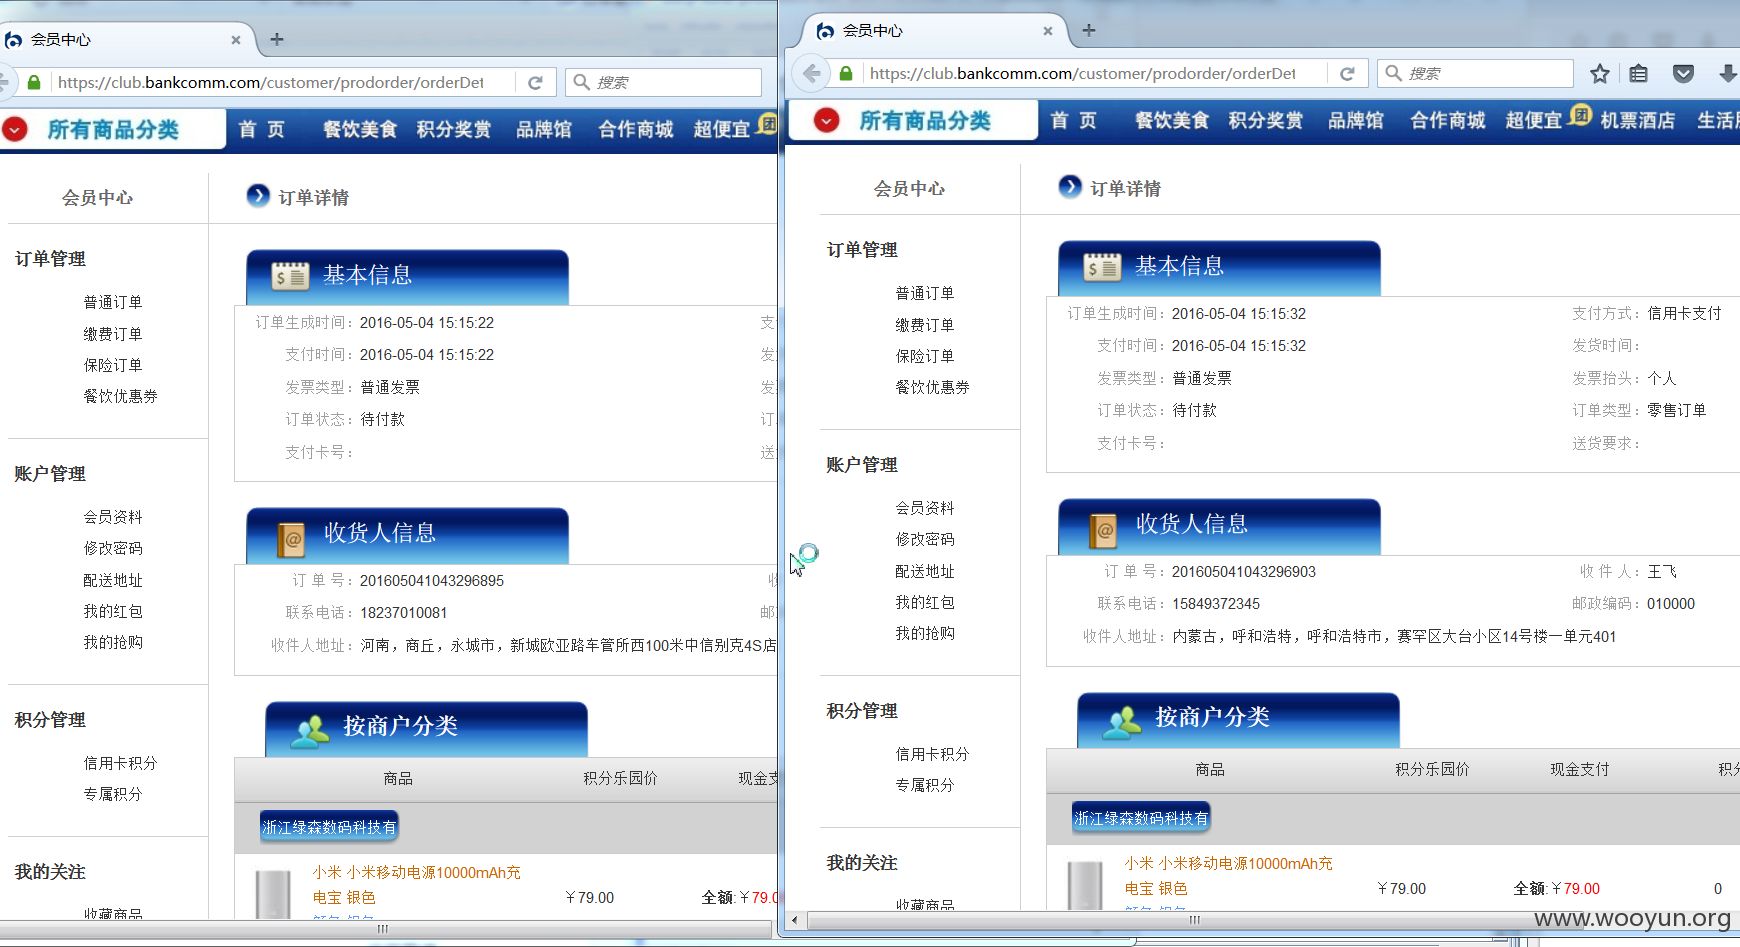 会员中心
https://club.bankcomm.com/customer/prodorder/orderDet
搜索
所有商品分类 首 页 餐饮美食 积分奖赏 品牌馆 合作商城 超便宜 团
会员中心
订单详情
订单管理
普通订单
缴费订单
保险订单
餐饮优惠券
账户管理
会员资料
修改密码
配送地址
我的红包
我的抢购
积分管理
信用卡积分
专属积分
我的关注
收藏商品
基本信息
订单生成时间： 2016-05-04 15:15:22 支
支付时间： 2016-05-04 15:15:22 发
发票类型： 普通发票 发
订单状态： 待付款 订
支付卡号： 送
收货人信息
订 单 号： 201605041043296895 收
联系电话： 18237010081 邮
收件人地址： 河南，商丘，永城市，新城欧亚路车管所西100米中信别克4S店
按商户分类
商品 积分乐园价 现金支
浙江绿森数码科技有
小米 小米移动电源10000mAh充
电宝 银色
￥79.00 全额:￥79.0
会员中心
https://club.bankcomm.com/customer/prodorder/orderDet
搜索
所有商品分类 首 页 餐饮美食 积分奖赏 品牌馆 合作商城 超便宜 团 机票酒店 生活
会员中心
订单详情
订单管理
普通订单
缴费订单
保险订单
餐饮优惠券
账户管理
会员资料
修改密码
配送地址
我的红包
我的抢购
积分管理
信用卡积分
专属积分
我的关注
收藏商品
基本信息
订单生成时间： 2016-05-04 15:15:32 支付方式： 信用卡支付
支付时间： 2016-05-04 15:15:32 发货时间：
发票类型： 普通发票 发票抬头： 个人
订单状态： 待付款 订单类型： 零售订单
支付卡号： 送货要求：
收货人信息
订 单 号： 201605041043296903 收 件 人： 王飞
联系电话： 15849372345 邮政编码： 010000
收件人地址： 内蒙古，呼和浩特，呼和浩特市，赛罕区大台小区14号楼一单元401
按商户分类
商品 积分乐园价 现金支付 积分
浙江绿森数码科技有
小米 小米移动电源10000mAh充
电宝 银色
￥79.00 全额:￥79.00 0
www.wooyun.org